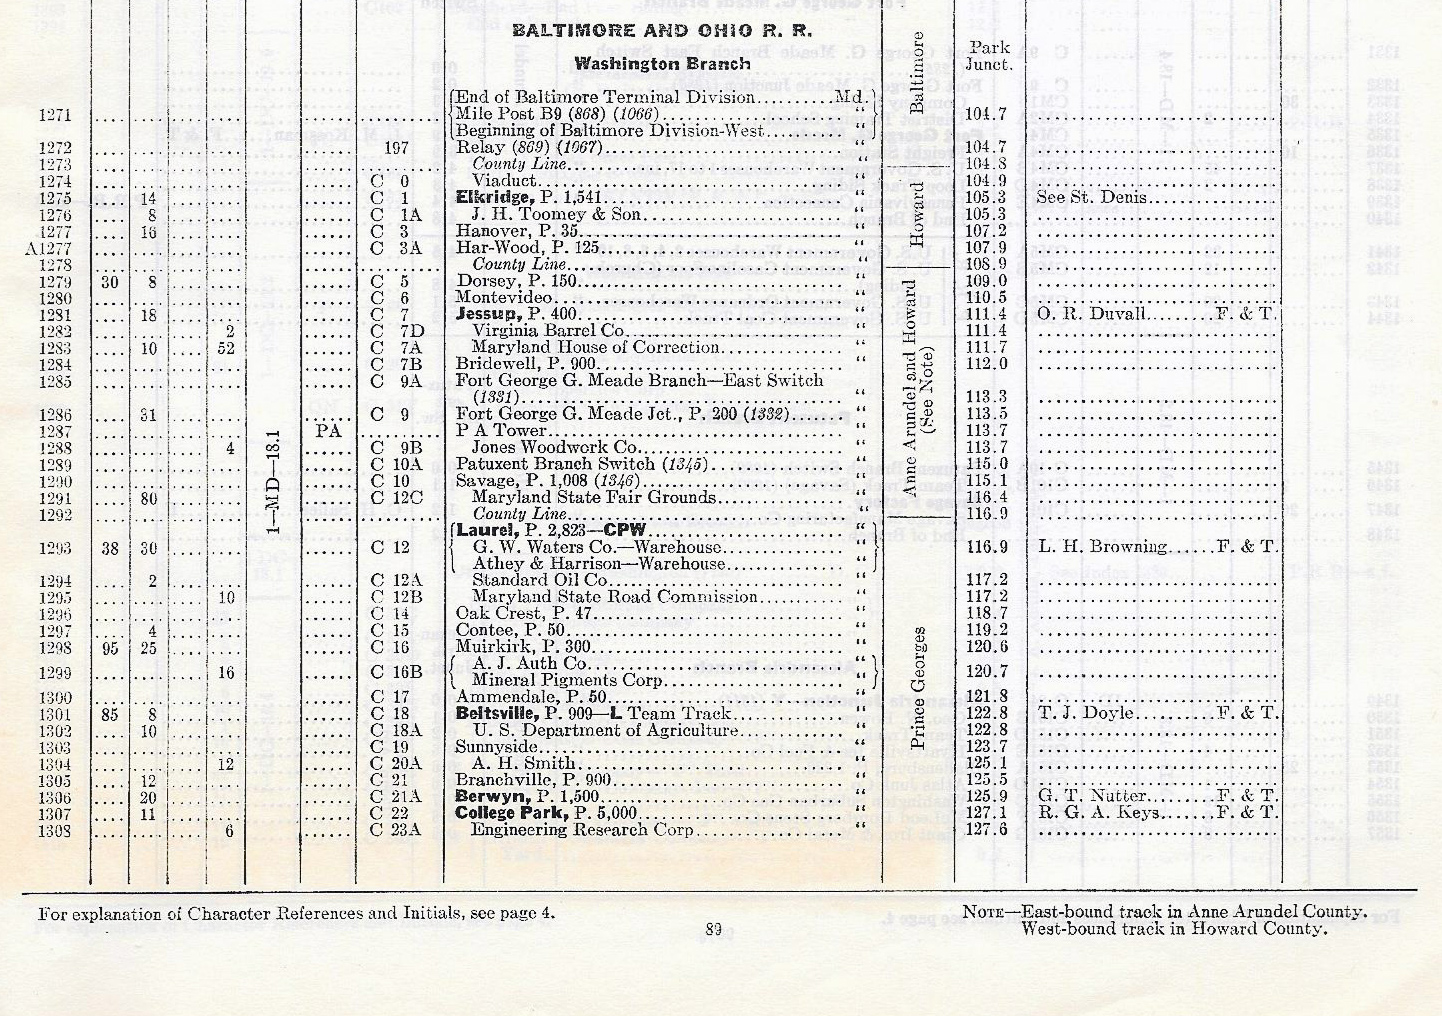 BALTIMORE AND OHIO R. R.
Washington Branch
Park Junct.
Baltimore
Howard
Anne Arundel and Howard (See Note)
Prince Georges
1—MD—18.1
1271 End of Baltimore Terminal Division..........Md.
Mile Post B9 (868) (1066).......... “ 104.7
Beginning of Baltimore Division-West.... “
1272 197 Relay (869) (1067).......... “ 104.7
1273 County Line.......... “ 104.8
1274 C 0 Viaduct.......... “ 104.9
1275 14 C 1 Elkridge, P. 1,541.......... “ 105.3 See St. Denis..........
1276 8 C 1A J. H. Toomey & Son.......... “ 105.3
1277 16 C 3 Hanover, P. 35.......... “ 107.2
A1277 C 3A Har-Wood, P. 125.......... “ 107.9
1278 County Line.......... “ 108.9
1279 30 8 C 5 Dorsey, P. 150.......... “ 109.0
1280 C 6 Montevideo.......... “ 110.5
1281 18 C 7 Jessup, P. 400.......... “ 111.4 O. R. Duvall......F. & T.
1282 2 C 7D Virginia Barrel Co.......... “ 111.4
1283 10 52 C 7A Maryland House of Correction.... “ 111.7
1284 C 7B Bridewell, P. 900.......... “ 112.0
1285 C 9A Fort George G. Meade Branch—East Switch
(1331).......... “ 113.3
1286 31 C 9 Fort George G. Meade Jct., P. 200 (1332)...... “ 113.5
1287 PA P A Tower.......... “ 113.7
1288 4 C 9B Jones Woodwork Co.......... “ 113.7
1289 C 10A Patuxent Branch Switch (1345).......... “ 115.0
1290 C 10 Savage, P. 1,008 (1346).......... “ 115.1
1291 80 C 12C Maryland State Fair Grounds.......... “ 116.4
1292 County Line.......... “ 116.9
Laurel, P. 2,823—CPW.......... “
1293 38 30 C 12 G. W. Waters Co.—Warehouse.......... “ 116.9 L. H. Browning......F. & T.
Athey & Harrison—Warehouse.......... “
1294 2 C 12A Standard Oil Co.......... “ 117.2
1295 10 C 12B Maryland State Road Commission.......... “ 117.2
1296 C 14 Oak Crest, P. 47.......... “ 118.7
1297 4 C 15 Contee, P. 50.......... “ 119.2
1298 95 25 C 16 Muirkirk, P. 300.......... “ 120.6
A. J. Auth Co.......... “
1299 16 C 16B Mineral Pigments Corp.......... “ 120.7
1300 C 17 Ammendale, P. 50.......... “ 121.8
1301 85 8 C 18 Beltsville, P. 909—L Team Track.......... “ 122.8 T. J. Doyle.........F. & T.
1302 10 C 18A U. S. Department of Agriculture.......... “ 122.8
1303 C 19 Sunnyside.......... “ 123.7
1304 12 C 20A A. H. Smith.......... “ 125.1
1305 12 C 21 Branchville, P. 900.......... “ 125.5
1306 20 C 21A Berwyn, P. 1,500.......... “ 125.9 G. T. Nutter........F. & T.
1307 11 C 22 College Park, P. 5,000.......... “ 127.1 R. G. A. Keys......F. & T.
1308 6 C 23A Engineering Research Corp.......... “ 127.6
For explanation of Character References and Initials, see page 4.
NOTE—East-bound track in Anne Arundel County.
West-bound track in Howard County.
89